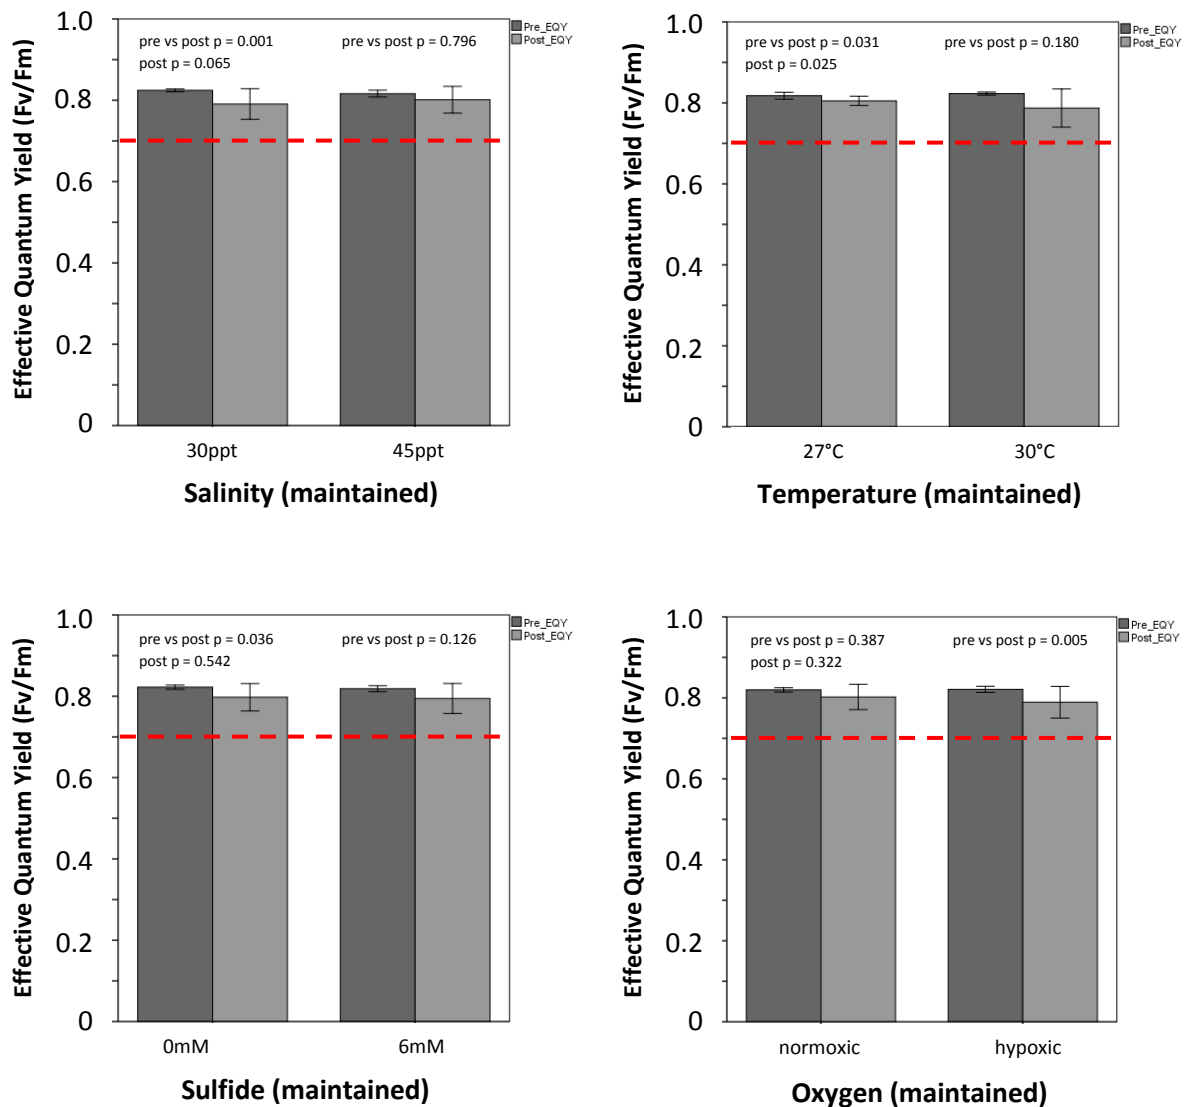 Effective Quantum Yield (Fv/Fm)
1.0
0.8
0.6
0.4
0.2
0
pre vs post p = 0.001
post p = 0.065
pre vs post p = 0.796
Pre_EQY
Post_EQY
30ppt
45ppt
Salinity (maintained)
Effective Quantum Yield (Fv/Fm)
1.0
0.8
0.6
0.4
0.2
0
pre vs post p = 0.031
post p = 0.025
pre vs post p = 0.180
Pre_EQY
Post_EQY
27°C
30°C
Temperature (maintained)
Effective Quantum Yield (Fv/Fm)
1.0
0.8
0.6
0.4
0.2
0
pre vs post p = 0.036
post p = 0.542
pre vs post p = 0.126
Pre_EQY
Post_EQY
0mM
6mM
Sulfide (maintained)
Effective Quantum Yield (Fv/Fm)
1.0
0.8
0.6
0.4
0.2
0
pre vs post p = 0.387
post p = 0.322
pre vs post p = 0.005
Pre_EQY
Post_EQY
normoxic
hypoxic
Oxygen (maintained)